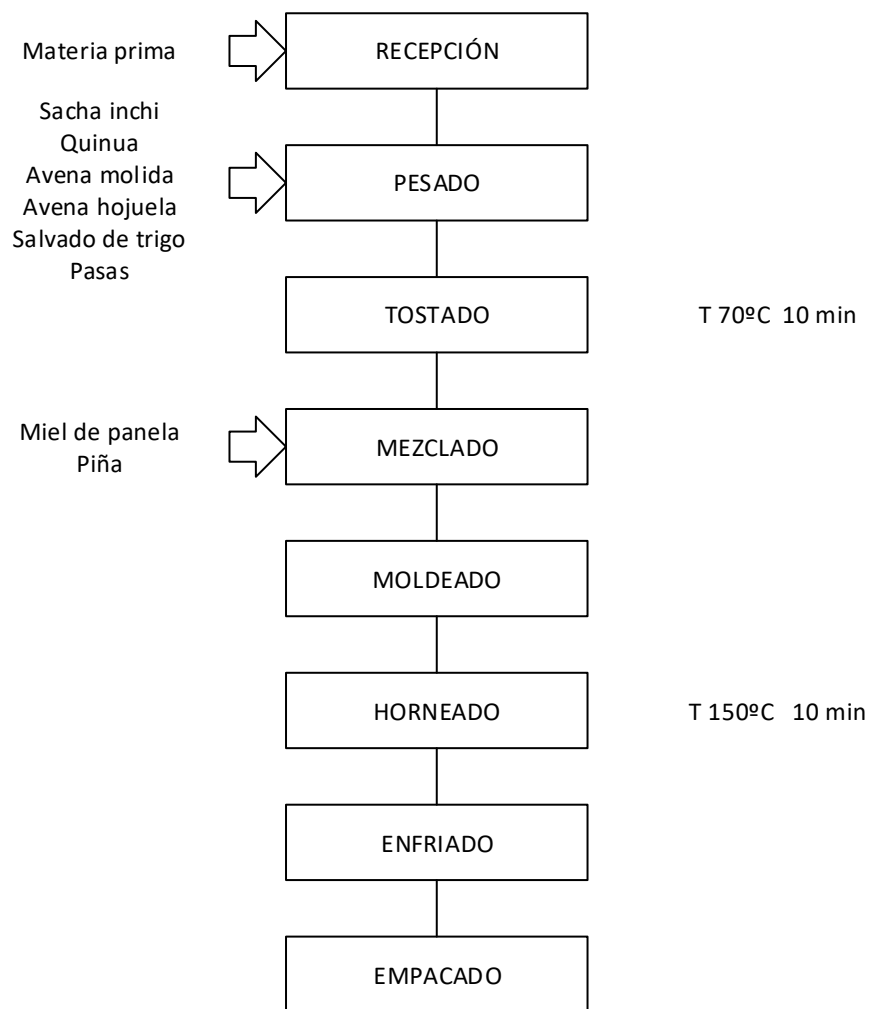 Materia prima
RECEPCIÓN
Sacha inchi
Quinua
Avena molida
Avena hojuela
Salvado de trigo
Pasas
PESADO
TOSTADO
T 70ºC 10 min
Miel de panela
Piña
MEZCLADO
MOLDEADO
HORNEADO
T 150ºC 10 min
ENFRIADO
EMPACADO